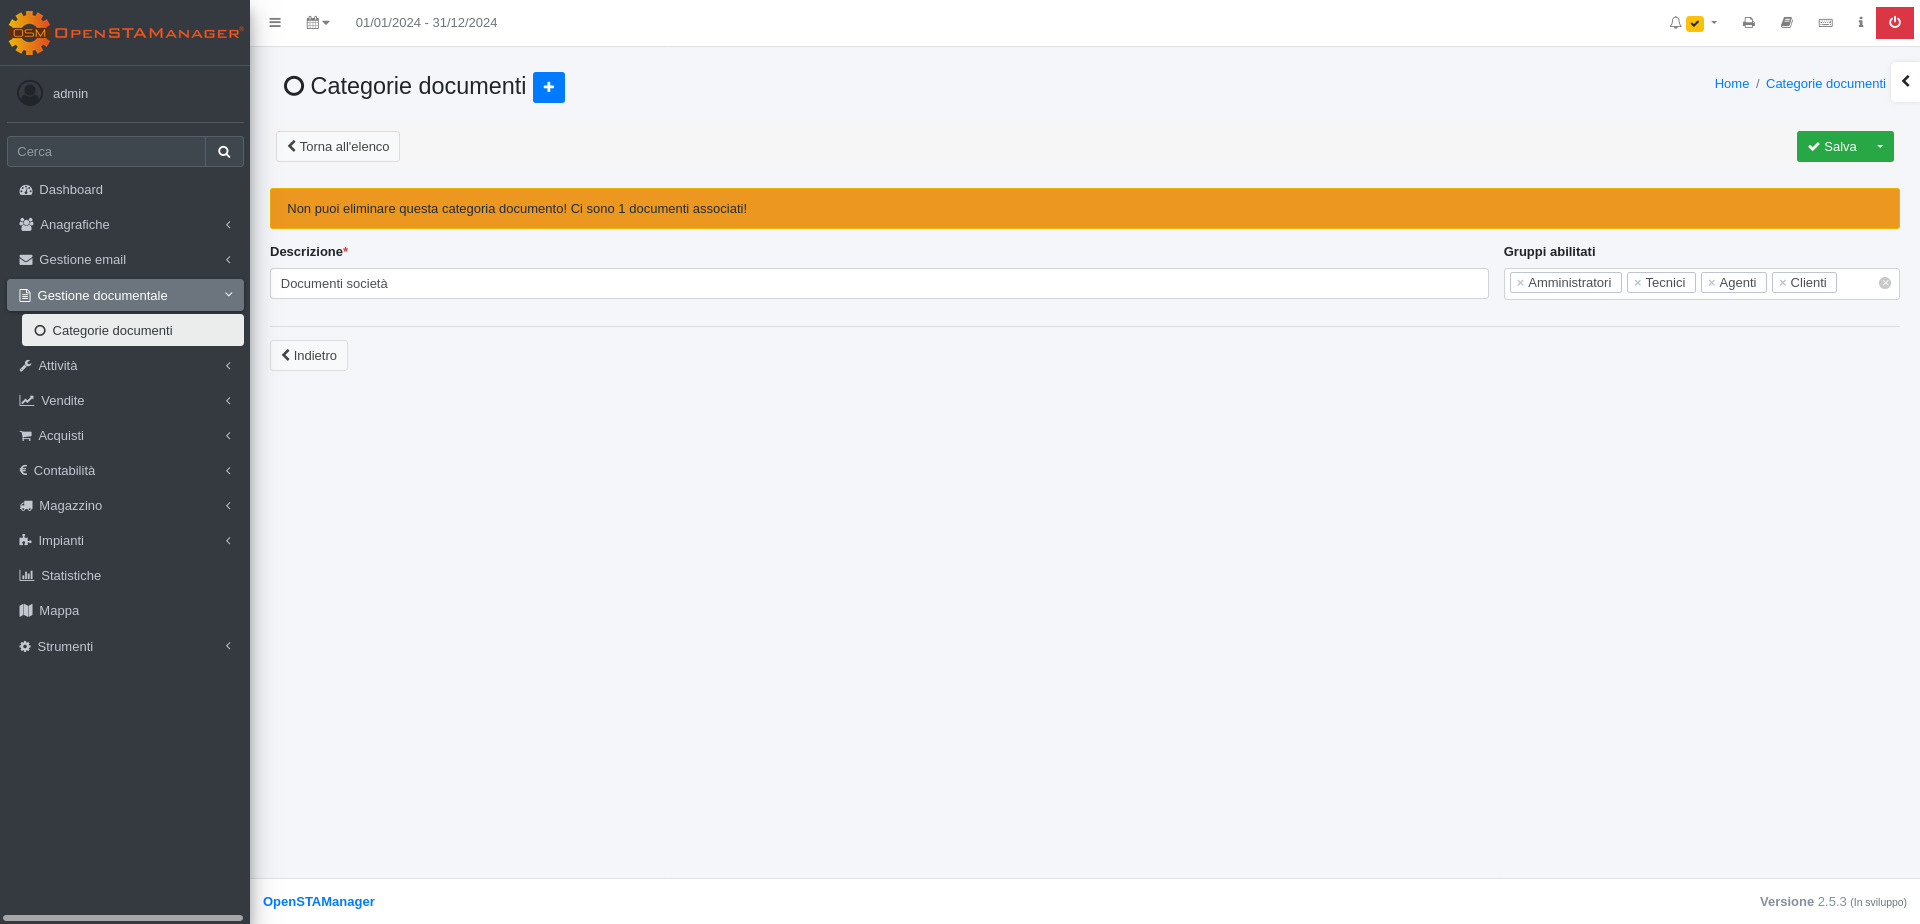 OSM OpenSTAManager®
01/01/2024 - 31/12/2024
admin
Cerca
Dashboard
Anagrafiche
Gestione email
Gestione documentale
Categorie documenti
Attività
Vendite
Acquisti
Contabilità
Magazzino
Impianti
Statistiche
Mappa
Strumenti
Categorie documenti
Home / Categorie documenti
Torna all'elenco
Salva
Non puoi eliminare questa categoria documento! Ci sono 1 documenti associati!
Descrizione*
Documenti società
Gruppi abilitati
× Amministratori × Tecnici × Agenti × Clienti
Indietro
OpenSTAManager
Versione 2.5.3 (In sviluppo)